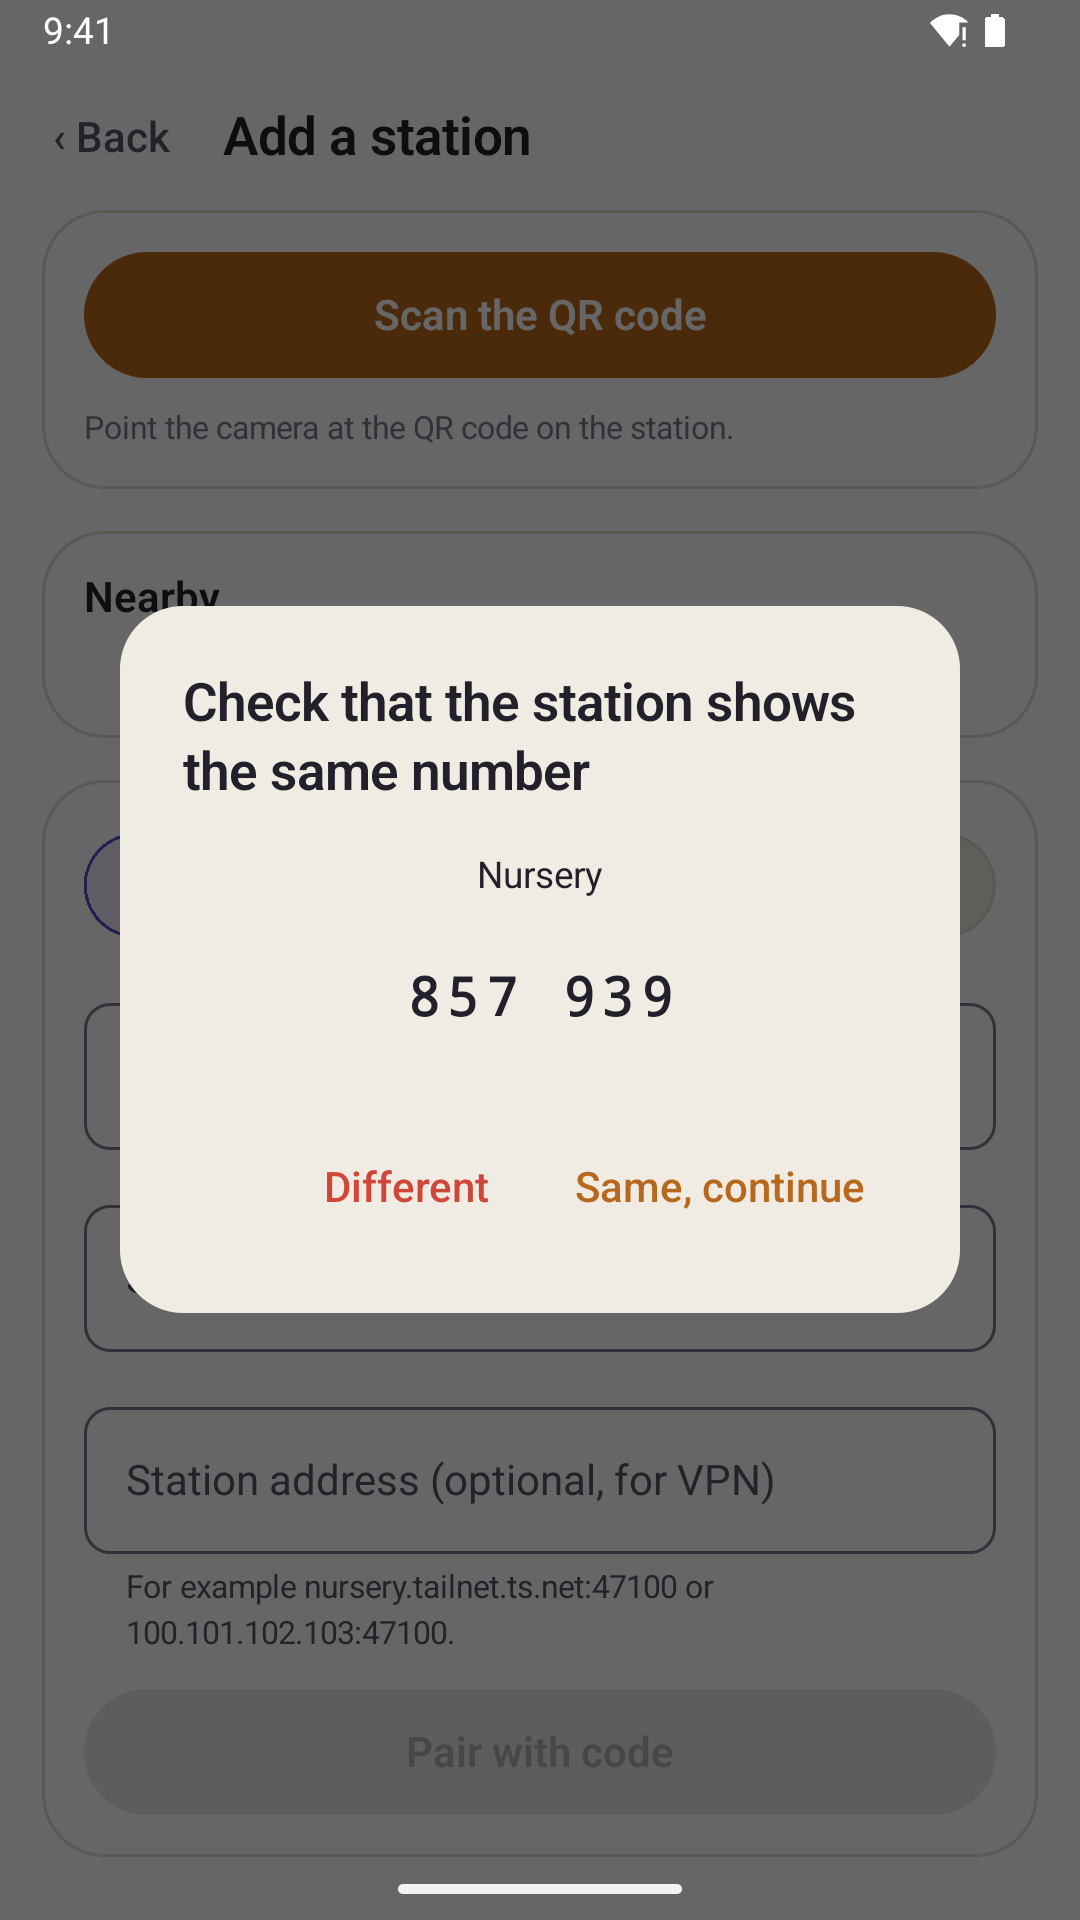 9:41
‹ Back
Add a station
Scan the QR code
Point the camera at the QR code on the station.
Nearby
Check that the station shows
the same number
Nursery
857 939
Different
Same, continue
Station address (optional, for VPN)
For example nursery.tailnet.ts.net:47100 or
100.101.102.103:47100.
Pair with code